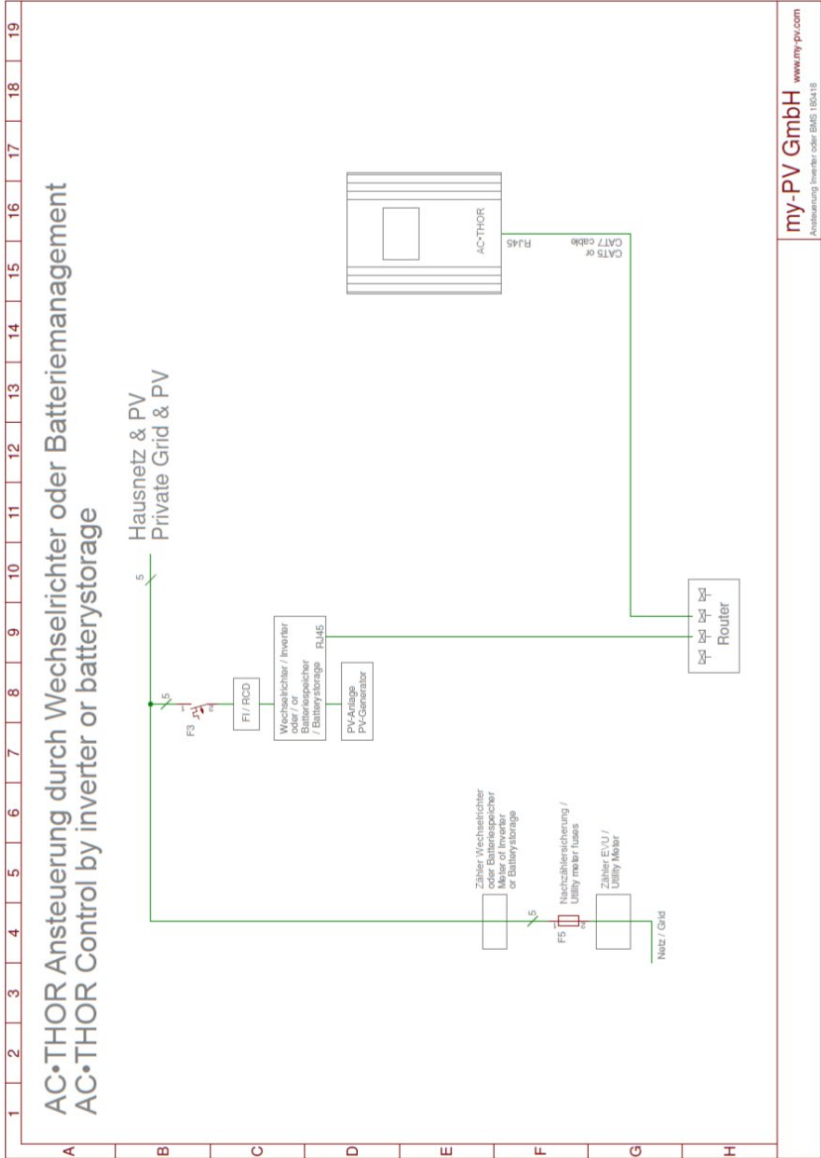 1 2 3 4 5 6 7 8 9 10 11 12 13 14 15 16 17 18 19
A
B
C
D
E
F
G
H
AC•THOR Ansteuerung durch Wechselrichter oder Batteriemanagement
AC•THOR Control by inverter or batterystorage
Hausnetz & PV
Private Grid & PV
5
5
F3
1
2
FI / RCD
Wechselrichter / Inverter
oder / or
Batteriespeicher
/ Batterystorage
RJ45
PV-Anlage
PV-Generator
AC•THOR
RJ45
CAT5 or
CAT7 cable
Zähler Wechselrichter
oder Batteriespeicher
Meter of Inverter
or Batterystorage
5
F5
1
2
Nachzählersicherung /
Utility meter fuses
Zähler EVU /
Utility Meter
Netz / Grid
Router
my-PV GmbH www.my-pv.com
Ansteuerung Inverter oder BMS 180418